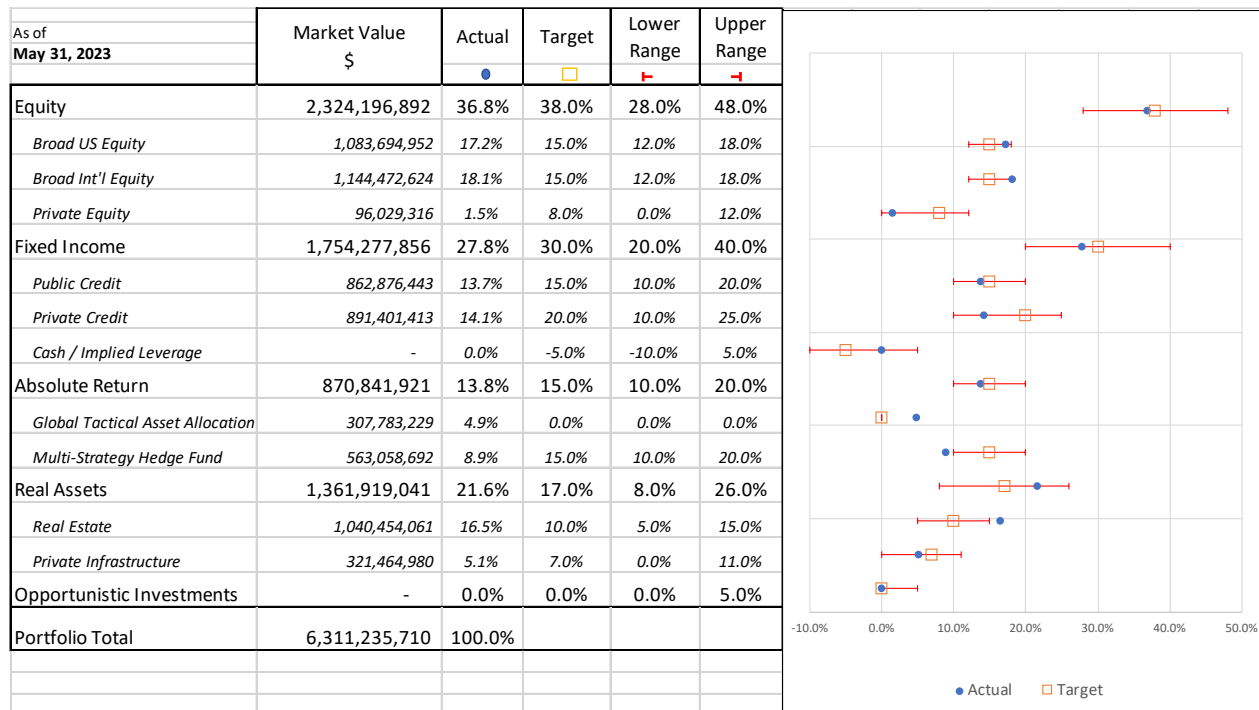 As of
May 31, 2023
Market Value
$
Actual
Target
Lower
Range
Upper
Range
Equity 2,324,196,892 36.8% 38.0% 28.0% 48.0%
Broad US Equity 1,083,694,952 17.2% 15.0% 12.0% 18.0%
Broad Int'l Equity 1,144,472,624 18.1% 15.0% 12.0% 18.0%
Private Equity 96,029,316 1.5% 8.0% 0.0% 12.0%
Fixed Income 1,754,277,856 27.8% 30.0% 20.0% 40.0%
Public Credit 862,876,443 13.7% 15.0% 10.0% 20.0%
Private Credit 891,401,413 14.1% 20.0% 10.0% 25.0%
Cash / Implied Leverage - 0.0% -5.0% -10.0% 5.0%
Absolute Return 870,841,921 13.8% 15.0% 10.0% 20.0%
Global Tactical Asset Allocation 307,783,229 4.9% 0.0% 0.0% 0.0%
Multi-Strategy Hedge Fund 563,058,692 8.9% 15.0% 10.0% 20.0%
Real Assets 1,361,919,041 21.6% 17.0% 8.0% 26.0%
Real Estate 1,040,454,061 16.5% 10.0% 5.0% 15.0%
Private Infrastructure 321,464,980 5.1% 7.0% 0.0% 11.0%
Opportunistic Investments - 0.0% 0.0% 0.0% 5.0%
Portfolio Total 6,311,235,710 100.0%
-10.0% 0.0% 10.0% 20.0% 30.0% 40.0% 50.0%
Actual Target